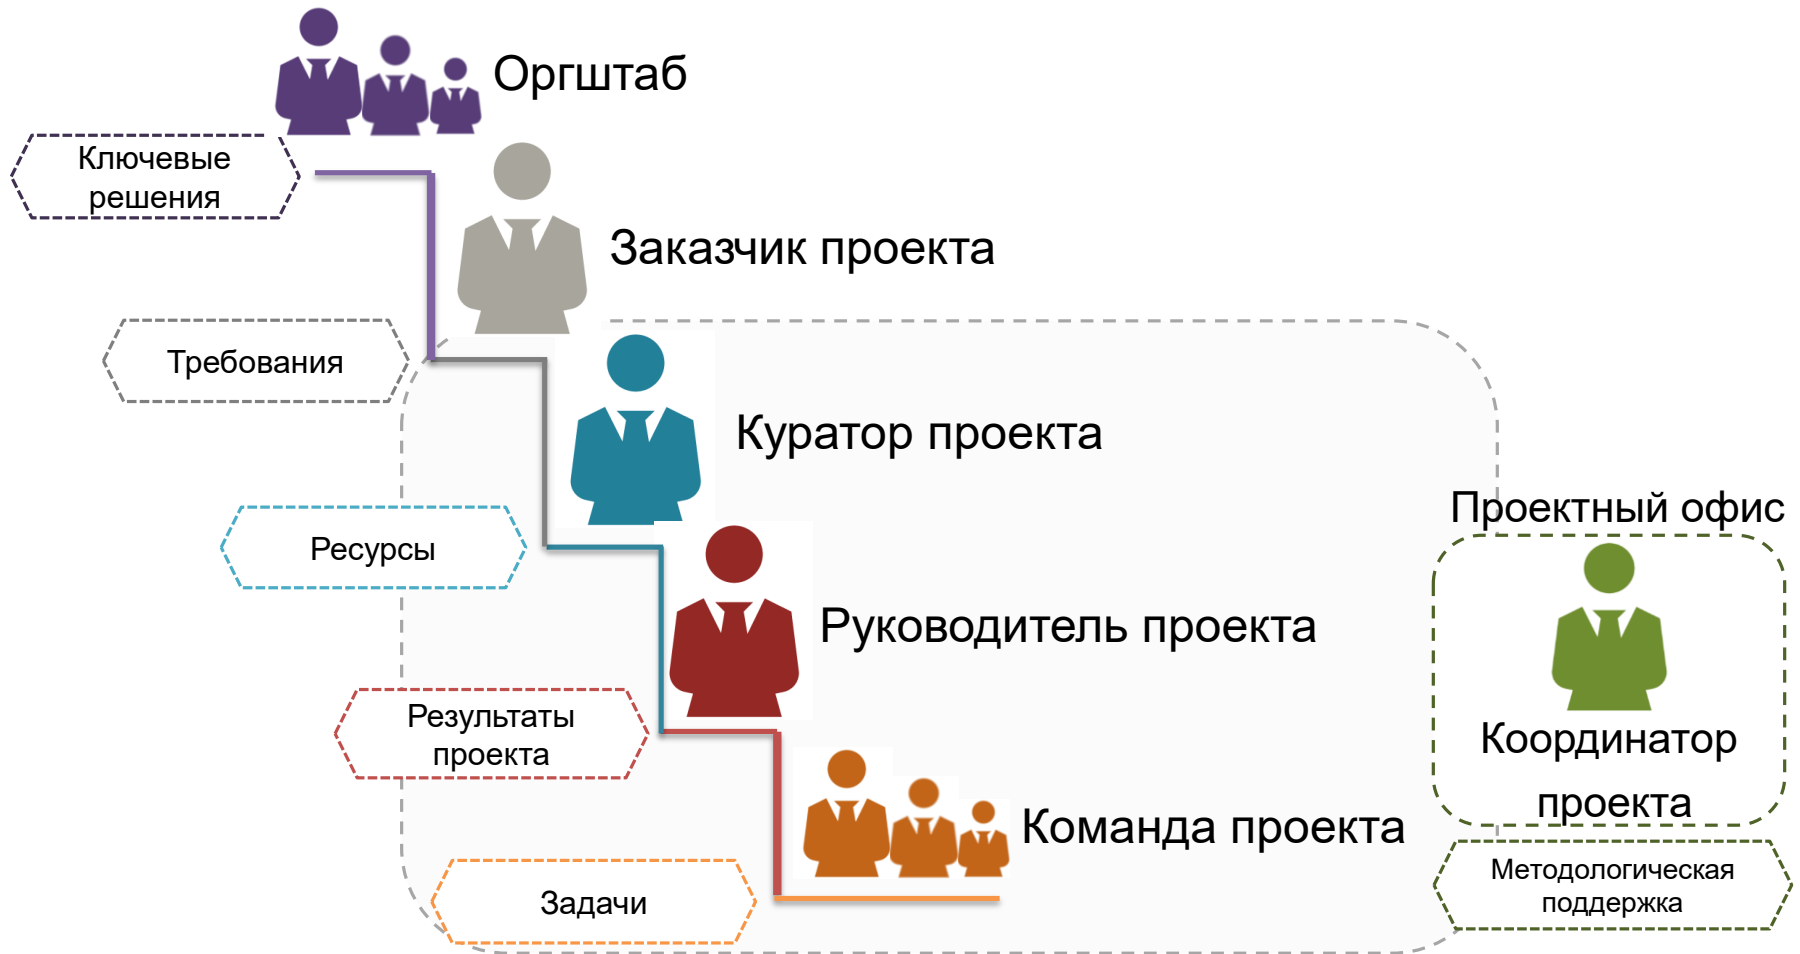 Оргштаб
Ключевые
решения
Заказчик проекта
Требования
Куратор проекта
Проектный офис
Ресурсы
Руководитель проекта
Результаты
проекта
Координатор
проекта
Команда проекта
Методологическая
поддержка
Задачи